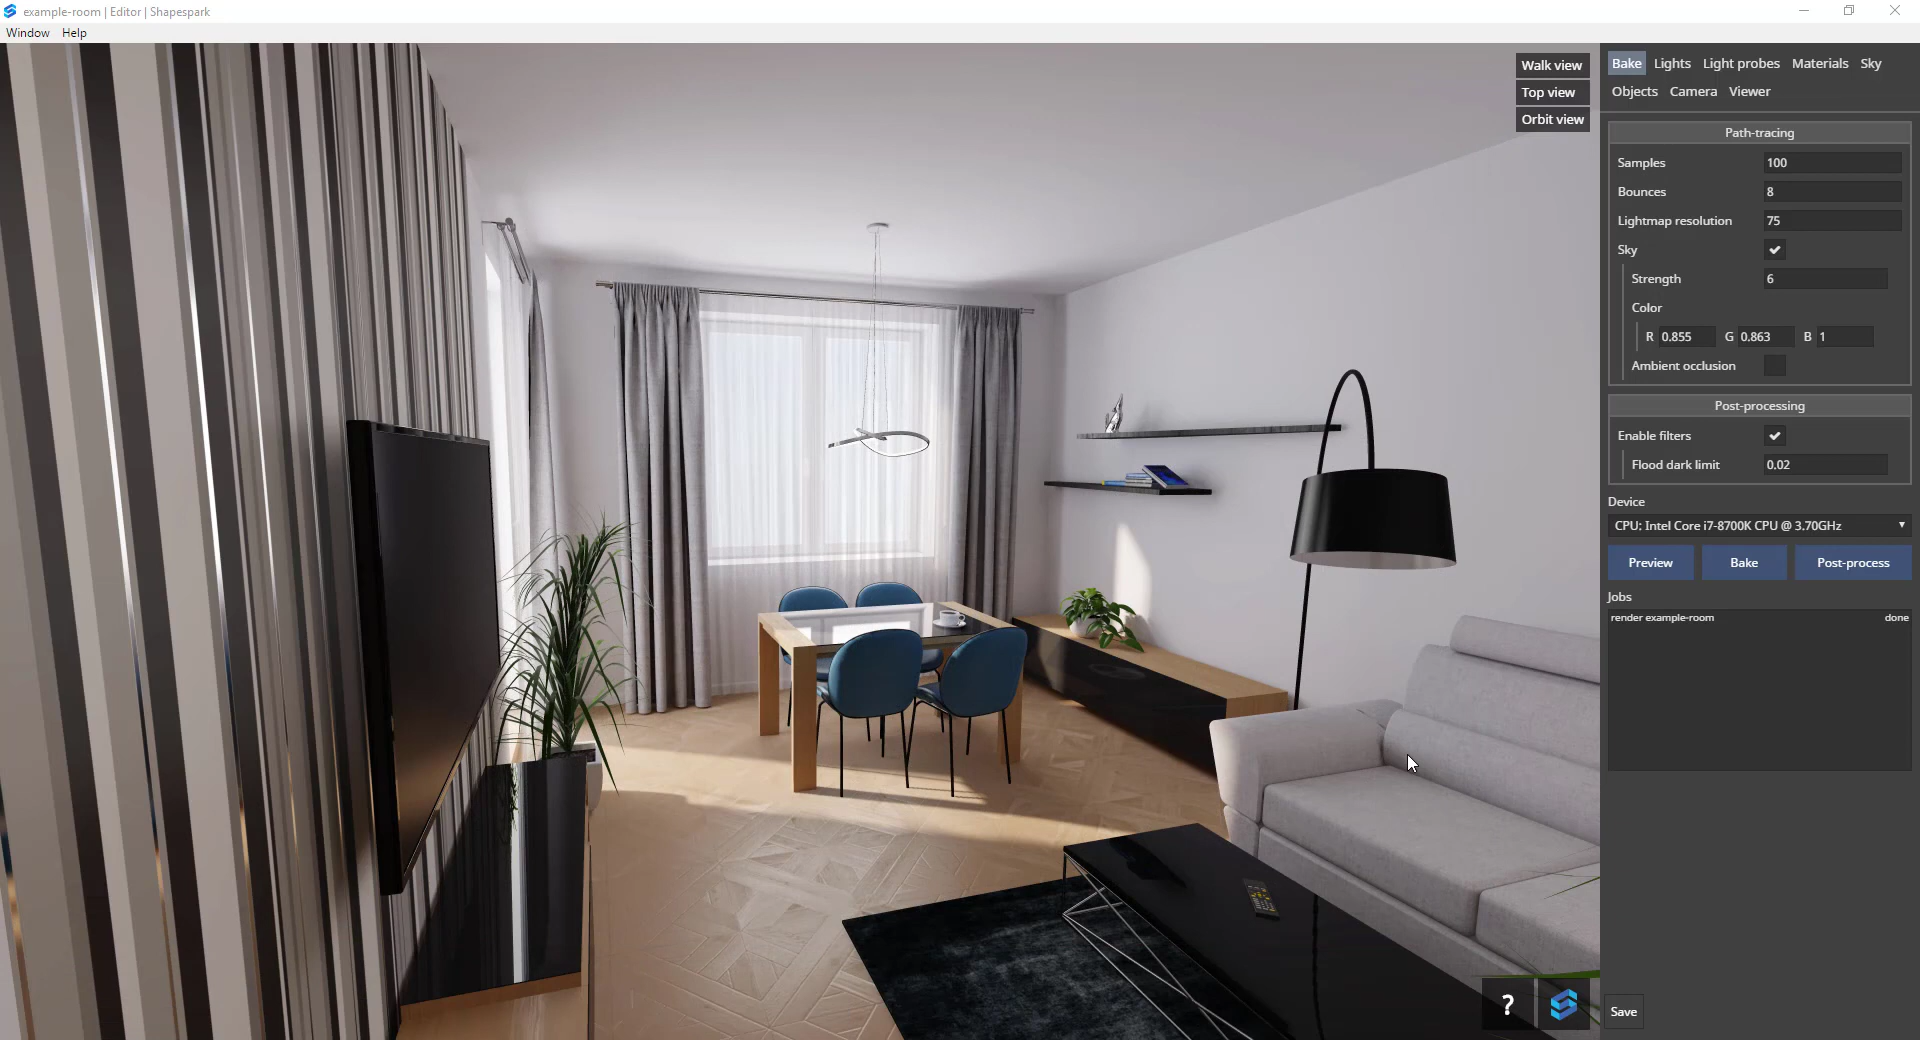 example-room | Editor | Shapespark
Window Help
Walk view
Top view
Orbit view
Bake Lights Light probes Materials Sky
Objects Camera Viewer
Path-tracing
Samples 100
Bounces 8
Lightmap resolution 75
Sky
Strength 6
Color
R 0.855 G 0.863 B 1
Ambient occlusion
Post-processing
Enable filters
Flood dark limit 0.02
Device
CPU: Intel Core i7-8700K CPU @ 3.70GHz
Preview Bake Post-process
Jobs
render example-room done
?
Save